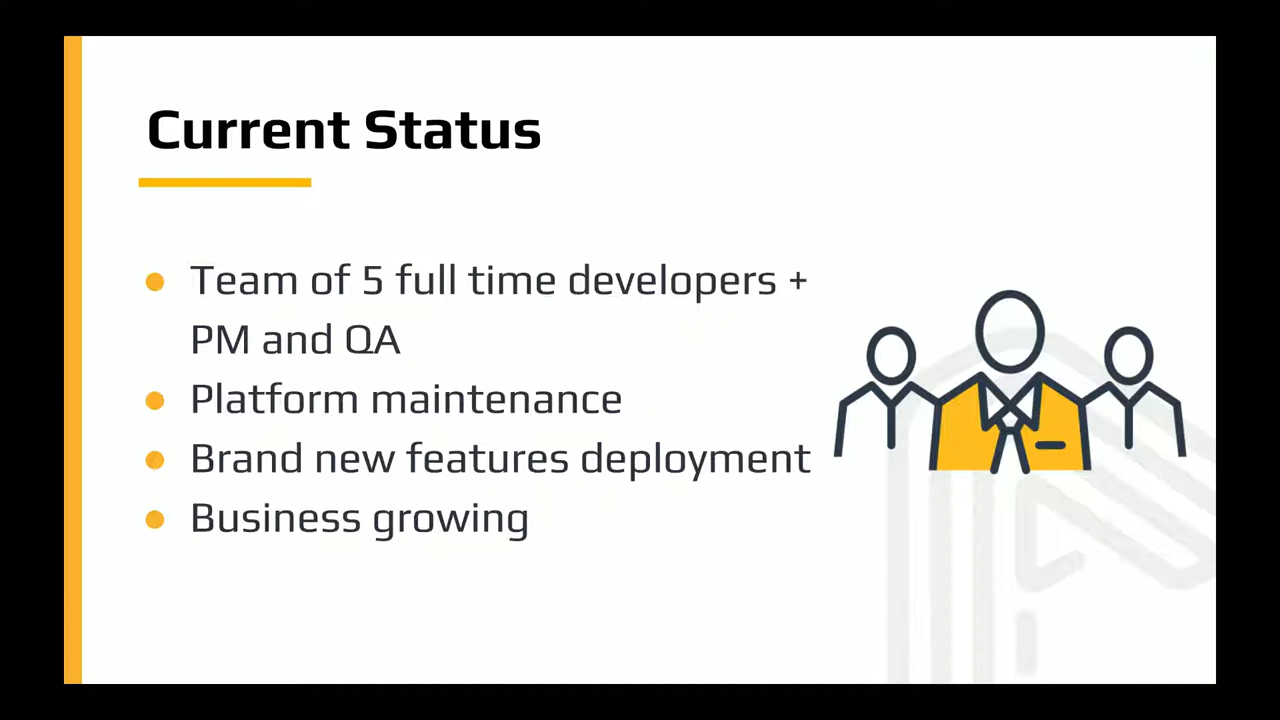 Current Status
Team of 5 full time developers +
PM and QA
Platform maintenance
Brand new features deployment
Business growing